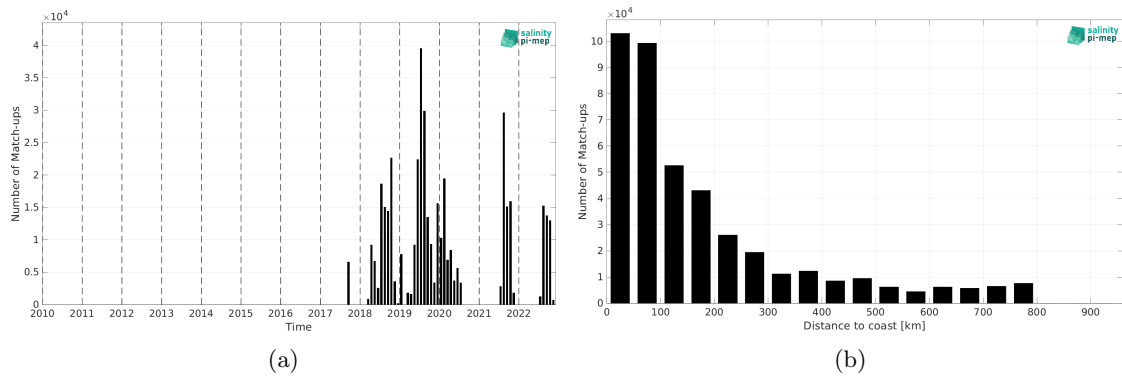 ×10⁴
4
3.5
3
2.5
2
1.5
1
0.5
0
Number of Match-ups
2010 2011 2012 2013 2014 2015 2016 2017 2018 2019 2020 2021 2022
Time
salinity
pi-mep
(a)
×10⁴
10
9
8
7
6
5
4
3
2
1
0
Number of Match-ups
0 100 200 300 400 500 600 700 800 900
Distance to coast [km]
salinity
pi-mep
(b)